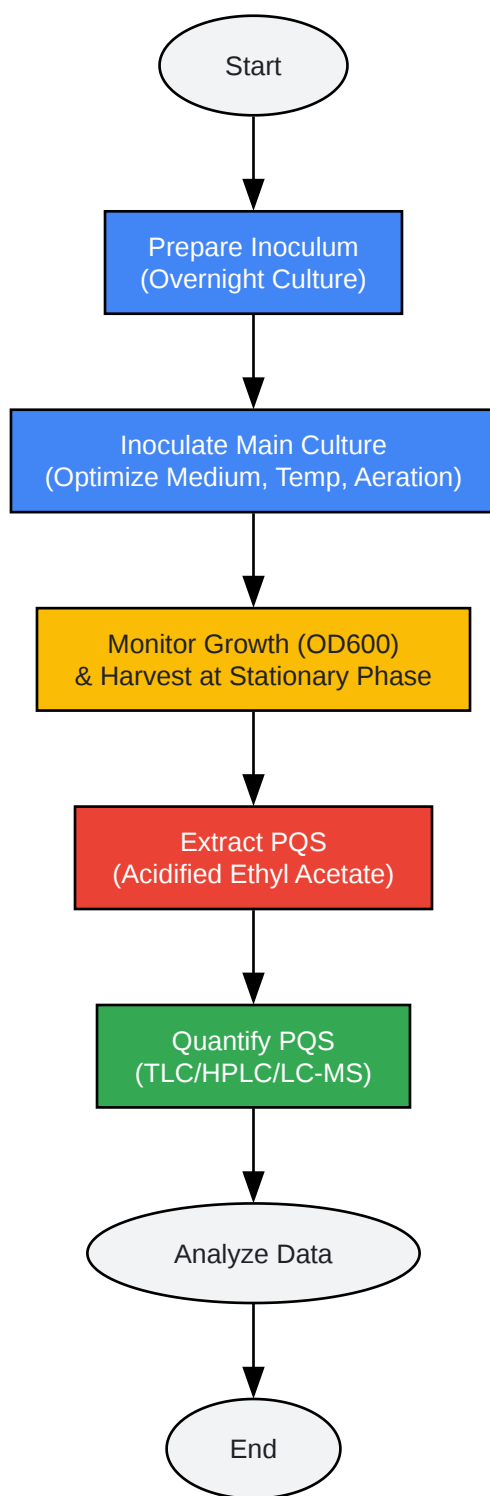 Start
Prepare Inoculum
(Overnight Culture)
Inoculate Main Culture
(Optimize Medium, Temp, Aeration)
Monitor Growth (OD600)
& Harvest at Stationary Phase
Extract PQS
(Acidified Ethyl Acetate)
Quantify PQS
(TLC/HPLC/LC-MS)
Analyze Data
End